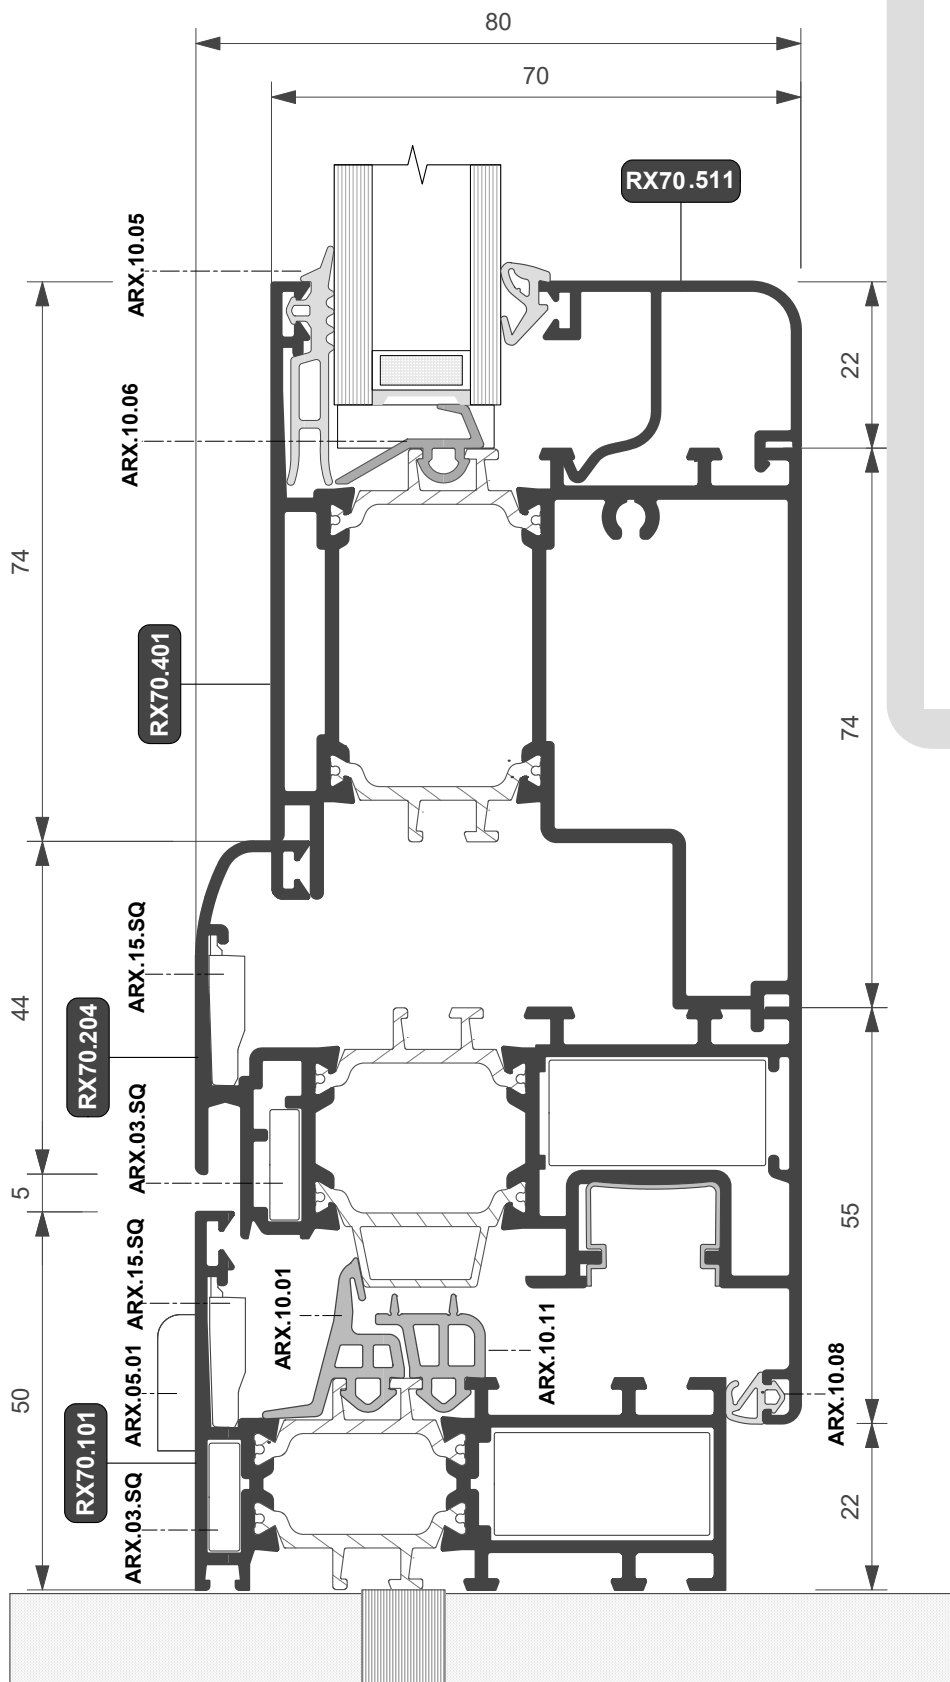 80
70
RX70.511
ARX.10.05
22
ARX.10.06
74
RX70.401
74
ARX.15.SQ
44
RX70.204
ARX.03.SQ
5
55
ARX.15.SQ
ARX.10.01
ARX.10.11
ARX.05.01
50
ARX.10.08
RX70.101
22
ARX.03.SQ